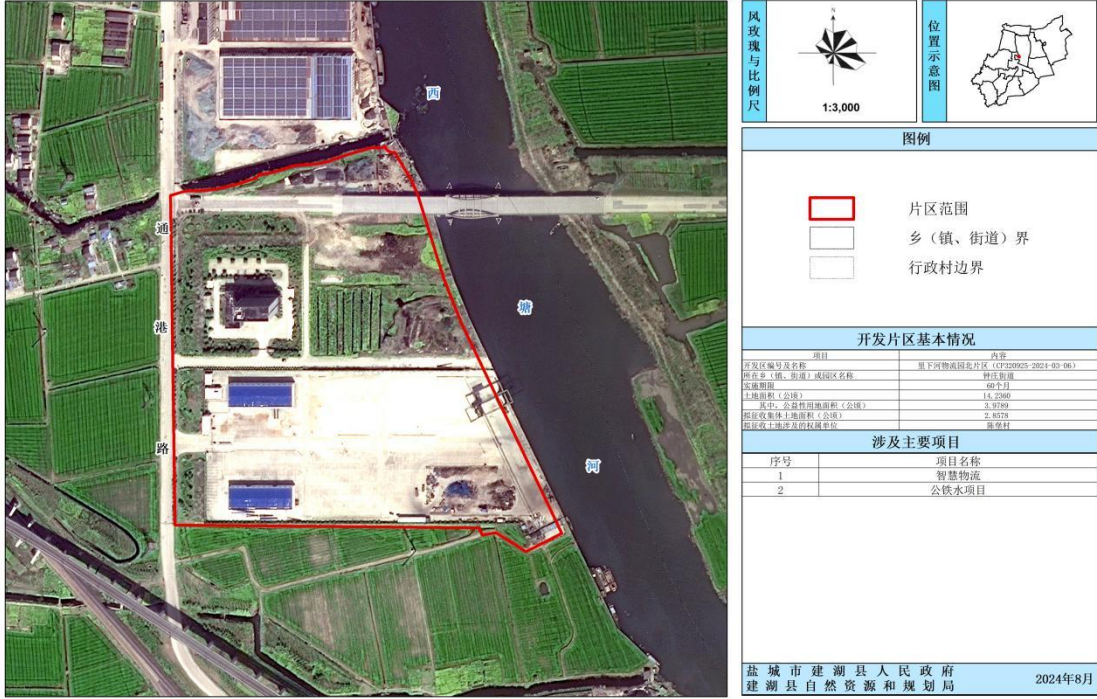 西
塘
河
通
港
路
风玫瑰与比例尺
N
1:3,000
位置示意图
图例
片区范围
乡（镇、街道）界
行政村边界
开发片区基本情况
项目 内容
开发区编号及名称 里下河物流园北片区（CP320925-2024-03-06）
所在乡（镇、街道）或园区名称 钟庄街道
实施期限 60个月
土地面积（公顷） 14.2360
其中：公益性用地面积（公顷） 3.9789
拟征收集体土地面积（公顷） 2.8578
拟征收土地涉及的权属单位 陈堡村
涉及主要项目
序号 项目名称
1 智慧物流
2 公铁水项目
盐城市建湖县人民政府
建湖县自然资源和规划局
2024年8月